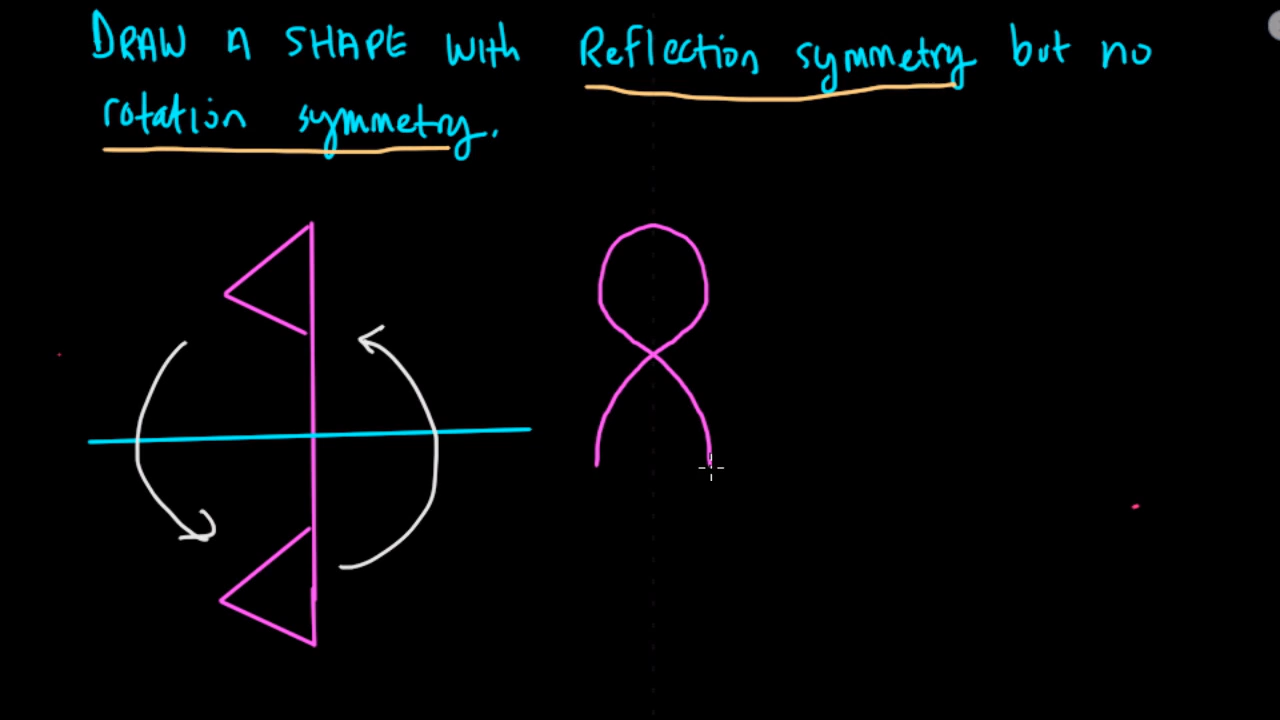 DRAW A SHAPE with Reflection symmetry but no
rotation symmetry.